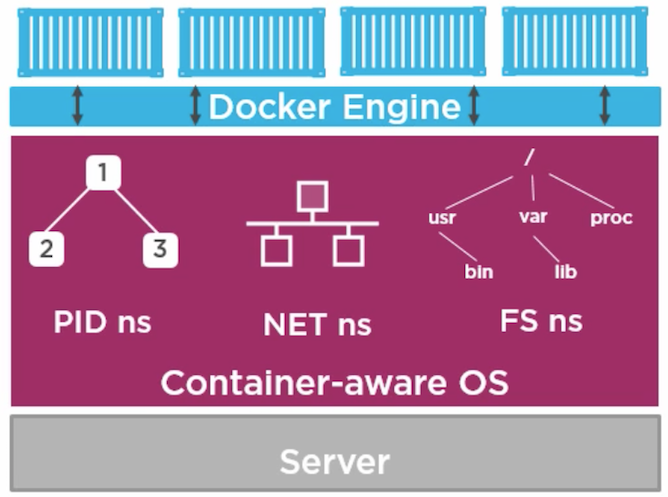 Docker Engine
1
2
3
PID ns
NET ns
/
usr
var
proc
bin
lib
FS ns
Container-aware OS
Server